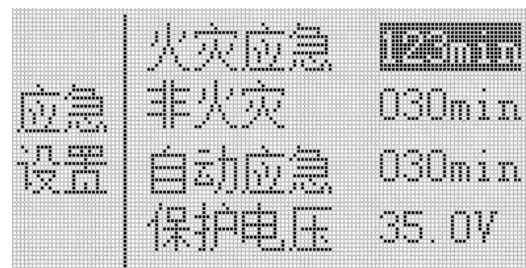 应急
设置
火灾应急 123min
非火灾 030min
自动应急 030min
保护电压 35.0V